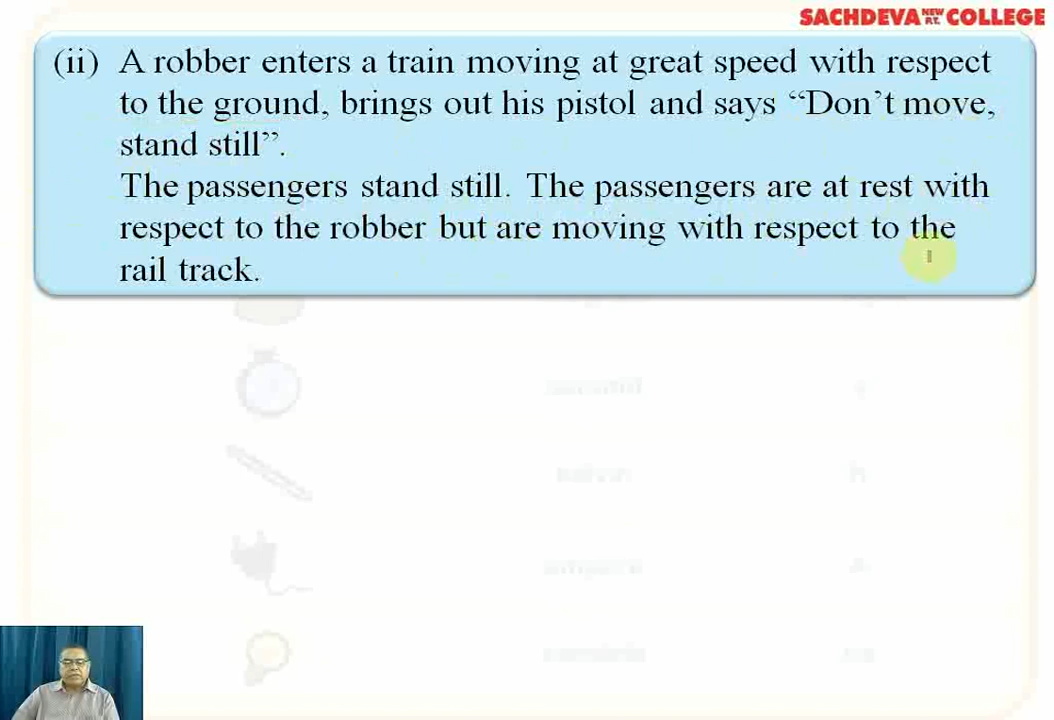 SACHDEVA NEW P.T. COLLEGE
(ii) A robber enters a train moving at great speed with respect
to the ground, brings out his pistol and says “Don’t move,
stand still”.
The passengers stand still. The passengers are at rest with
respect to the robber but are moving with respect to the
rail track.